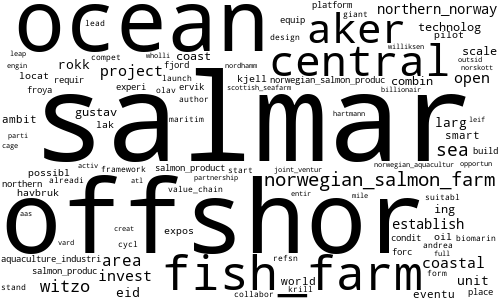 ocean platform giant northern_norway
lead equip aker technolog
design pilot
leap compet wholli coast central williksen scale
engin rokk fjord nordhamm outsid
locat requir project launch kjell norwegian_salmon_produc combin norskott open
froya experi olav ervik scottish_seafarm billionair
author
ambit gustav salmar hartmann larg leif
lak maritim smart
parti sea build
cage
possibl activ framework salmon_product start joint_ventur norwegian_aquacultur opportun
northern alreadi atl partnership norwegian_salmon_farm
havbruk value_chain entir mile suitabl
aas offshor ing
creat establish
vard cycl expos condit oil biomarin
andrea
aquaculture_industri area refsn forc full coastal
salmon_produc invest fish_farm world form unit
stand witzo eid collabor krill eventu place